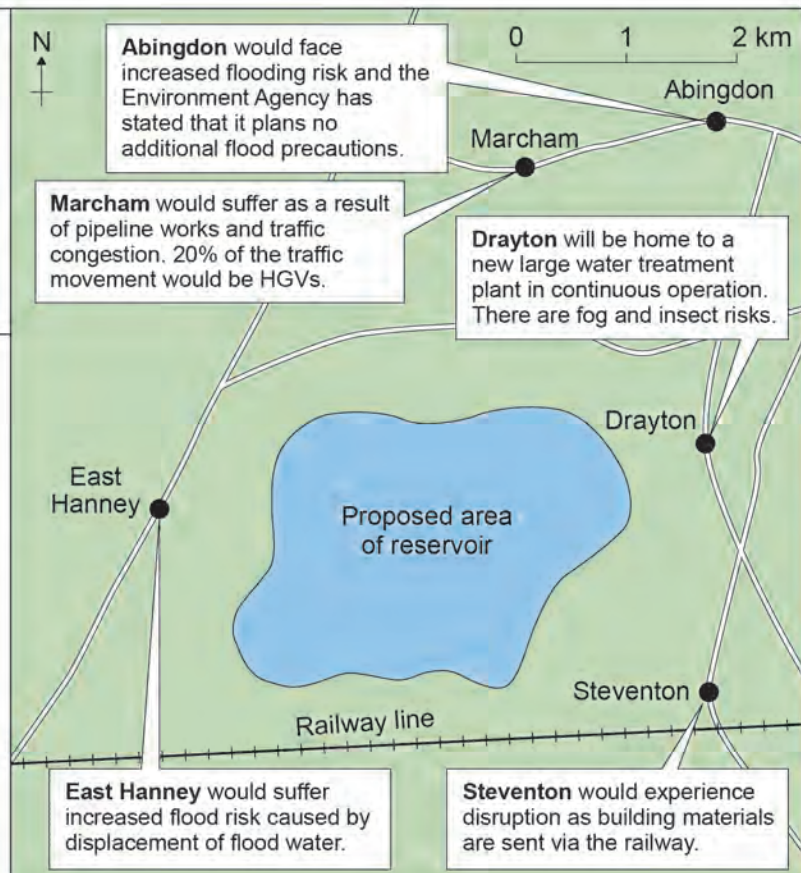 N
Abingdon would face
increased flooding risk and the
Environment Agency has
stated that it plans no
additional flood precautions.
0 1 2 km
Abingdon
Marcham
Marcham would suffer as a result
of pipeline works and traffic
congestion. 20% of the traffic
movement would be HGVs.
Drayton will be home to a
new large water treatment
plant in continuous operation.
There are fog and insect risks.
Drayton
East
Hanney
Proposed area
of reservoir
Steventon
Railway line
East Hanney would suffer
increased flood risk caused by
displacement of flood water.
Steventon would experience
disruption as building materials
are sent via the railway.